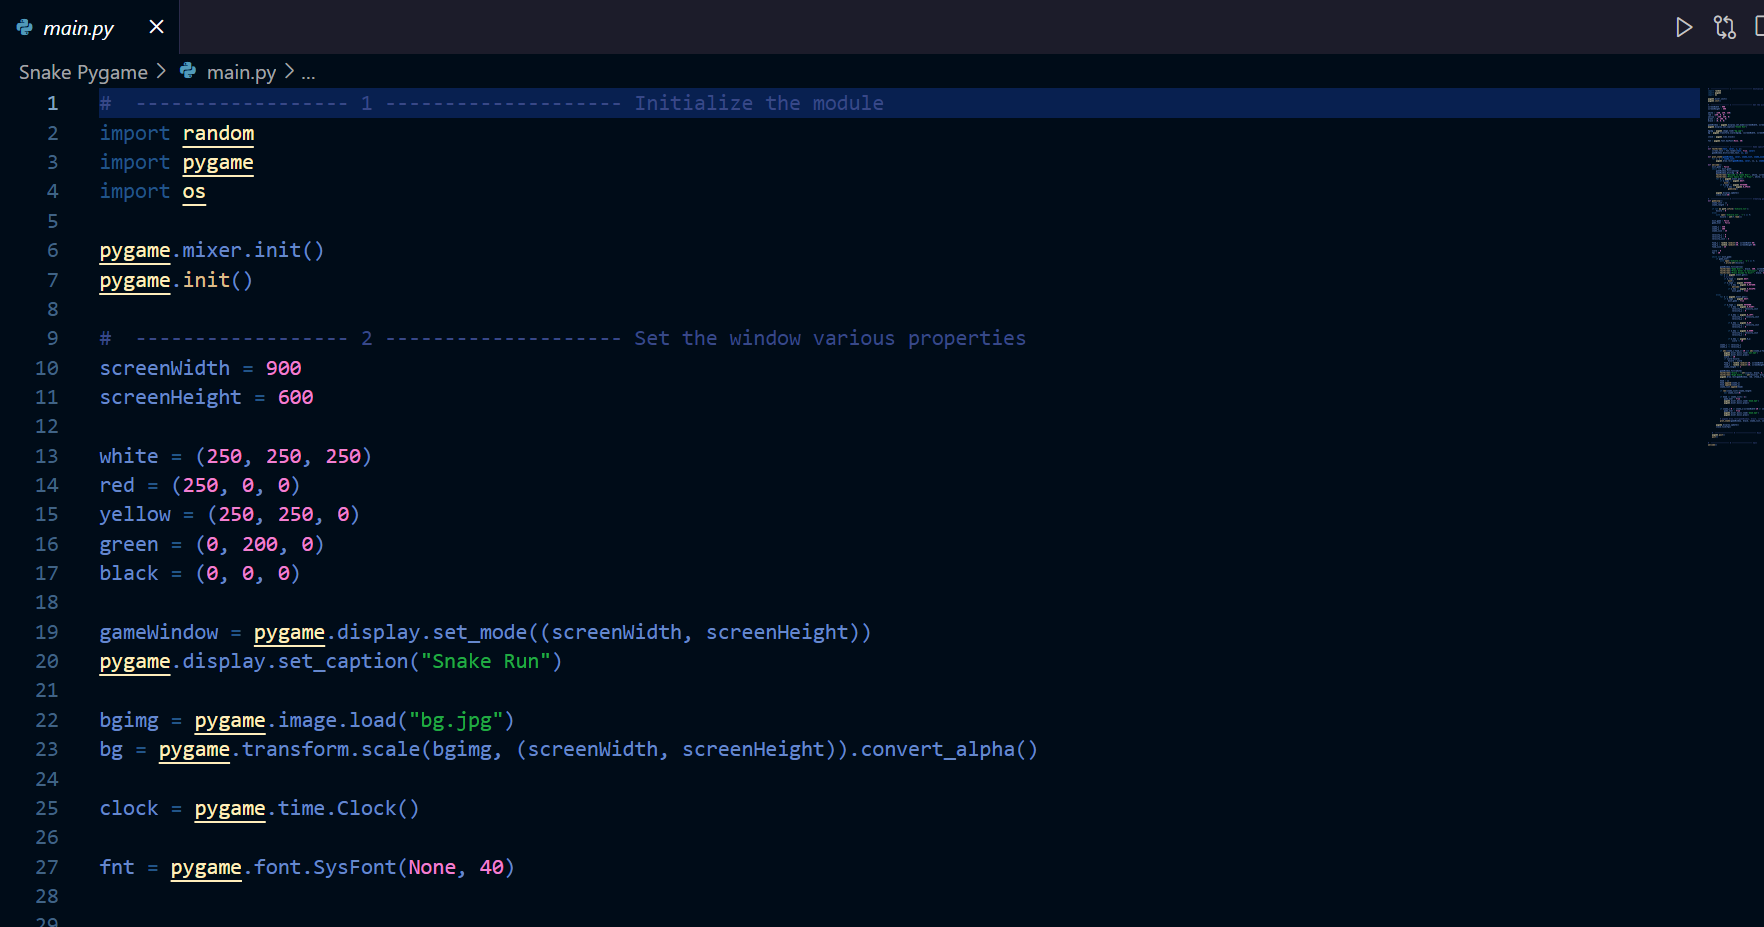 main.py
Snake Pygame > main.py > ...
1 # ------------------ 1 -------------------- Initialize the module
2 import random
3 import pygame
4 import os
5
6 pygame.mixer.init()
7 pygame.init()
8
9 # ------------------ 2 -------------------- Set the window various properties
10 screenWidth = 900
11 screenHeight = 600
12
13 white = (250, 250, 250)
14 red = (250, 0, 0)
15 yellow = (250, 250, 0)
16 green = (0, 200, 0)
17 black = (0, 0, 0)
18
19 gameWindow = pygame.display.set_mode((screenWidth, screenHeight))
20 pygame.display.set_caption("Snake Run")
21
22 bgimg = pygame.image.load("bg.jpg")
23 bg = pygame.transform.scale(bgimg, (screenWidth, screenHeight)).convert_alpha()
24
25 clock = pygame.time.Clock()
26
27 fnt = pygame.font.SysFont(None, 40)
28
29